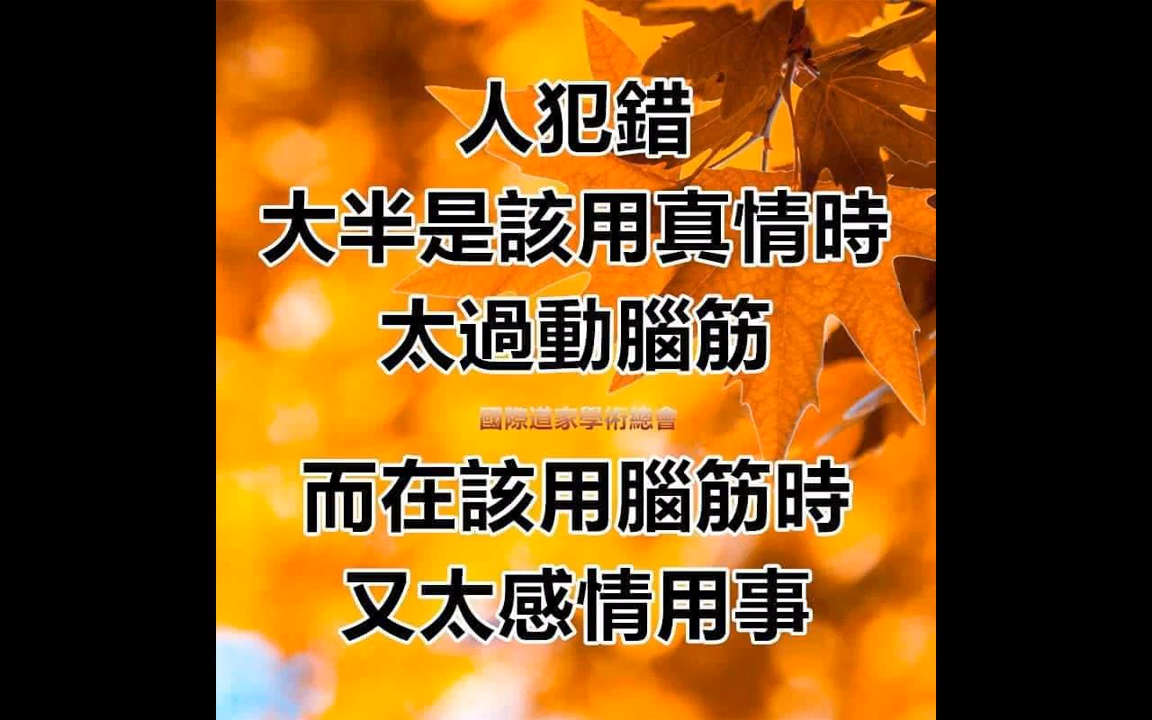 人犯錯
大半是該用真情時
太過動腦筋
國際道家學術總會
而在該用腦筋時
又太感情用事